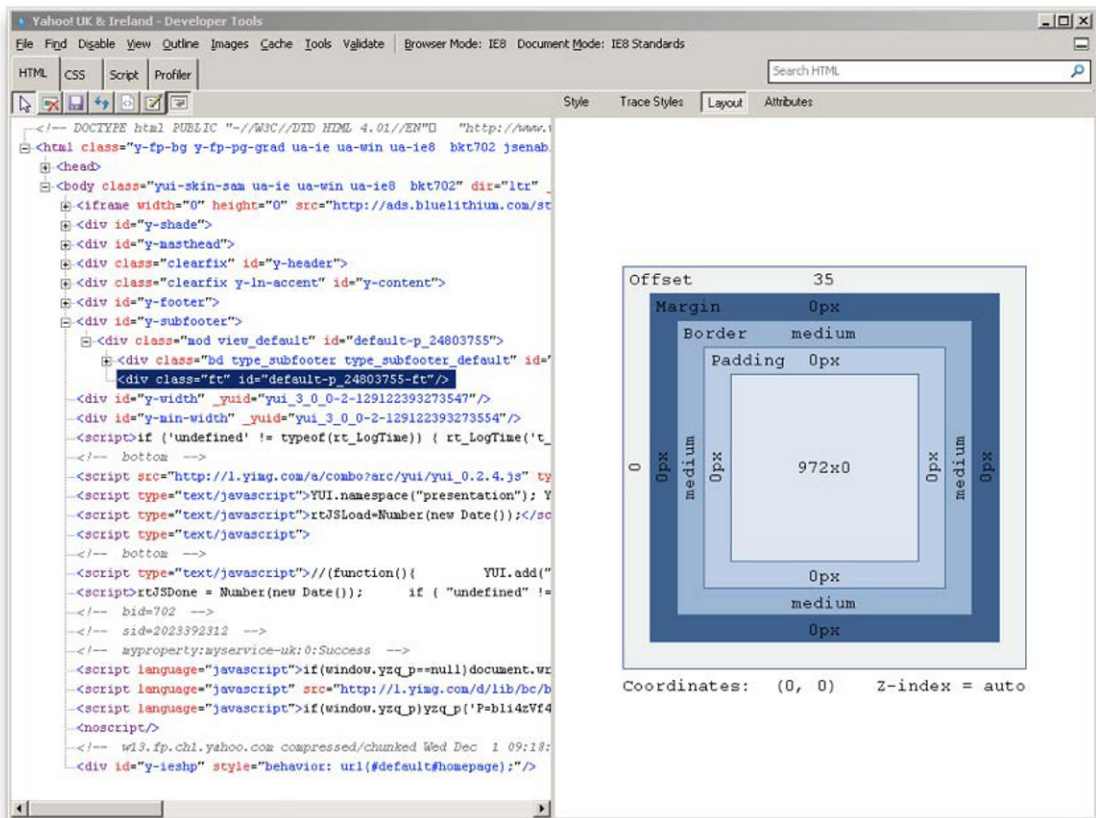 Yahoo! UK & Ireland - Developer Tools
File Find Disable View Outline Images Cache Tools Validate Browser Mode: IE8 Document Mode: IE8 Standards
HTML CSS Script Profiler Search HTML
Style Trace Styles Layout Attributes
<!-- DOCTYPE html PUBLIC "-//W3C//DTD HTML 4.01//EN"□ "http://www.
<html class="y-fp-bg y-fp-pg-grad ua-ie ua-win ua-ie8 bkt702 jsenab
<head>
<body class="yui-skin-sam ua-ie ua-win ua-ie8 bkt702" dir="ltr" _
<iframe width="0" height="0" src="http://ads.bluelithium.com/st
<div id="y-shade">
<div id="y-masthead">
<div class="clearfix" id="y-header">
<div class="clearfix y-ln-accent" id="y-content">
<div id="y-footer">
<div id="y-subfooter">
<div class="mod view_default" id="default-p_24803755">
<div class="bd type_subfooter type_subfooter_default" id="
<div class="ft" id="default-p_24803755-ft"/>
<div id="y-width" _yuid="yui_3_0_0-2-129122393273547"/>
<div id="y-min-width" _yuid="yui_3_0_0-2-129122393273554"/>
<script>if ('undefined' != typeof(rt_LogTime)) { rt_LogTime('t_
<!-- bottom -->
<script src="http://l.yimg.com/a/combo?arc/yui/yui_0.2.4.js" ty
<script type="text/javascript">YUI.namespace("presentation"); Y
<script type="text/javascript">rtJSLoad=Number(new Date());</sc
<script type="text/javascript">
<!-- bottom -->
<script type="text/javascript">//(function(){ YUI.add("
<script>rtJSDone = Number(new Date()); if ( "undefined" !=
<!-- bid=702 -->
<!-- sid=2023392312 -->
<!-- myproperty:myservice-uk:0:Success -->
<script language="javascript">if(window.yzq_p==null)document.wr
<script language="javascript" src="http://l.yimg.com/d/lib/bc/b
<script language="javascript">if(window.yzq_p)yzq_p('P=bli4zVf4
<noscript/>
<!-- w13.fp.ch1.yahoo.com compressed/chunked Wed Dec 1 09:18:
<div id="y-ieshp" style="behavior: url(#default#homepage);"/>
Offset 35
Margin 0px
Border medium
Padding 0px
0 0px medium 0px 972x0 0px medium 0px
0px
medium
0px
Coordinates: (0, 0) Z-index = auto